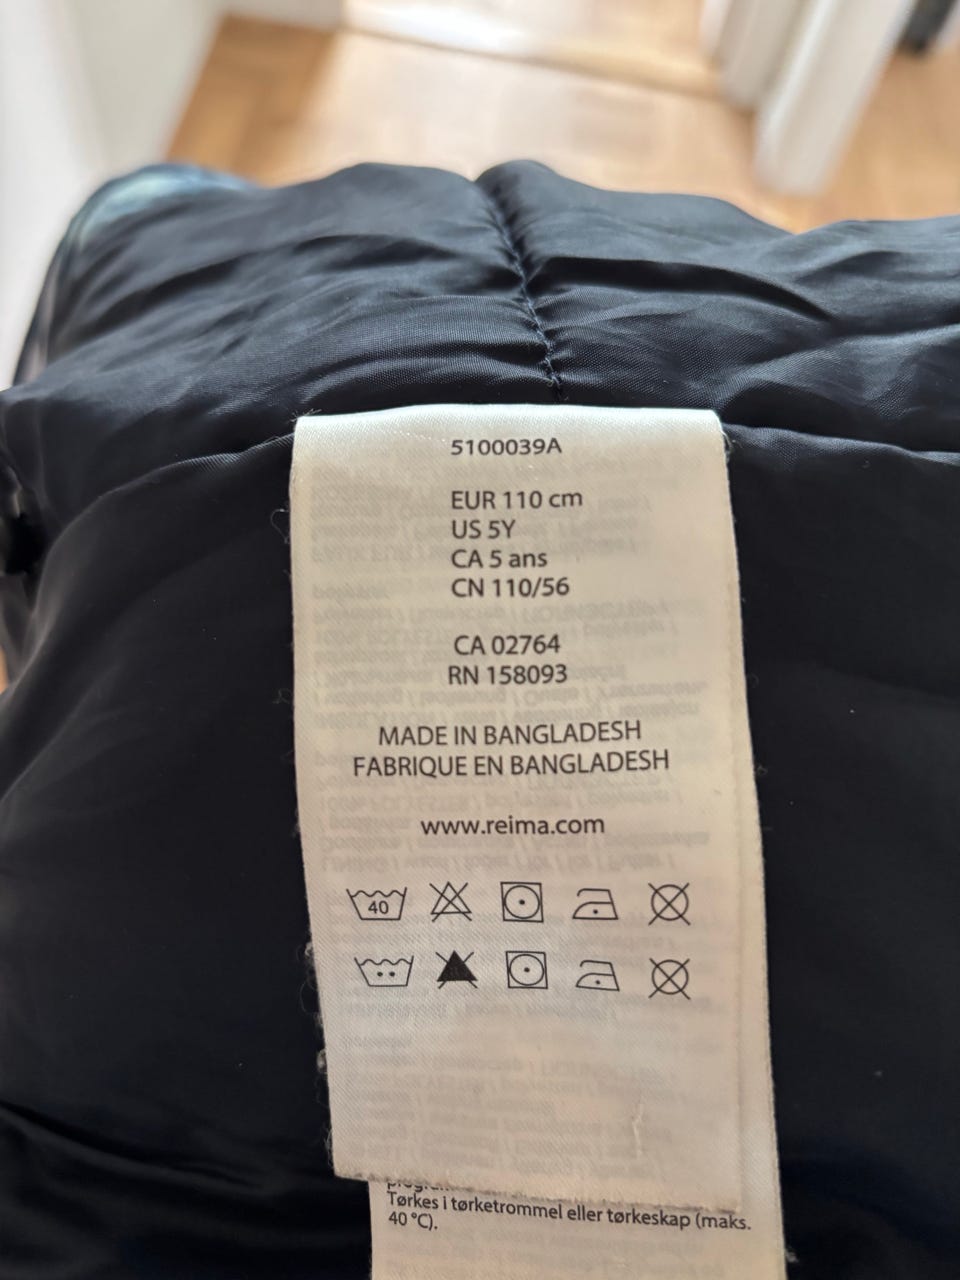 5100039A
EUR 110 cm
US 5Y
CA 5 ans
CN 110/56
CA 02764
RN 158093
MADE IN BANGLADESH
FABRIQUE EN BANGLADESH
www.reima.com
40
Tørkes i tørketrommel eller tørkeskap (maks.
40 °C).